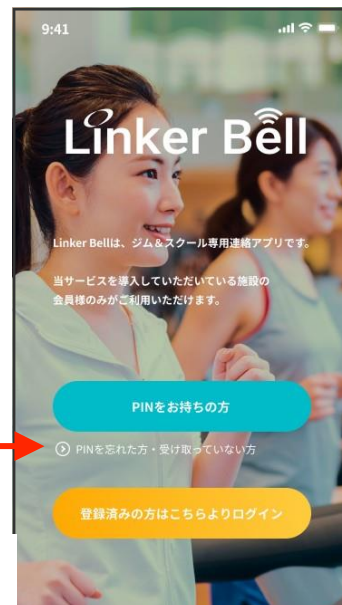 9:41
Linker Bell
Linker Bellは、ジム＆スクール専用連絡アプリです。
当サービスを導入していただいている施設の
会員様のみがご利用いただけます。
PINをお持ちの方
PINを忘れた方・受け取っていない方
登録済みの方はこちらよりログイン